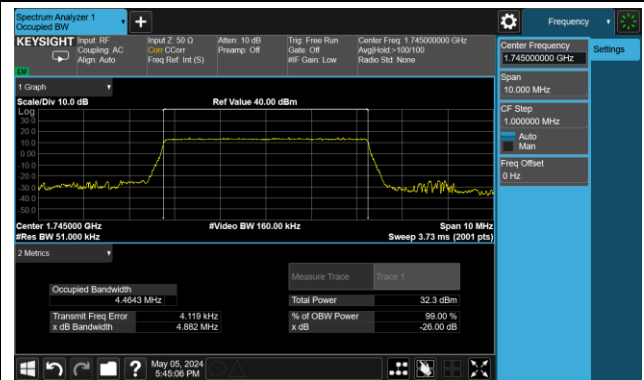 Spectrum Analyzer 1
Occupied BW
Frequency
KEYSIGHT
Input: RF
Coupling: AC
Align: Auto
Input Z: 50 Ω
Corr CCorr
Freq Ref: Int (S)
Atten: 10 dB
Preamp: Off
Trig: Free Run
Gate: Off
#IF Gain: Low
Center Freq: 1.745000000 GHz
Avg|Hold:>100/100
Radio Std: None
LNI
Center Frequency
1.745000000 GHz
Settings
Span
10.000 MHz
CF Step
1.000000 MHz
Auto
Man
Freq Offset
0 Hz
1 Graph
Scale/Div 10.0 dB
Ref Value 40.00 dBm
Log
30.0
20.0
10.0
0.00
-10.0
-20.0
-30.0
-40.0
-50.0
Center 1.745000 GHz
#Video BW 160.00 kHz
Span 10 MHz
#Res BW 51.000 kHz
Sweep 3.73 ms (2001 pts)
2 Metrics
Measure Trace
Trace 1
Occupied Bandwidth
4.4643 MHz
Total Power
32.3 dBm
Transmit Freq Error
4.119 kHz
% of OBW Power
99.00 %
x dB Bandwidth
4.882 MHz
x dB
-26.00 dB
?
May 05, 2024
5:45:06 PM